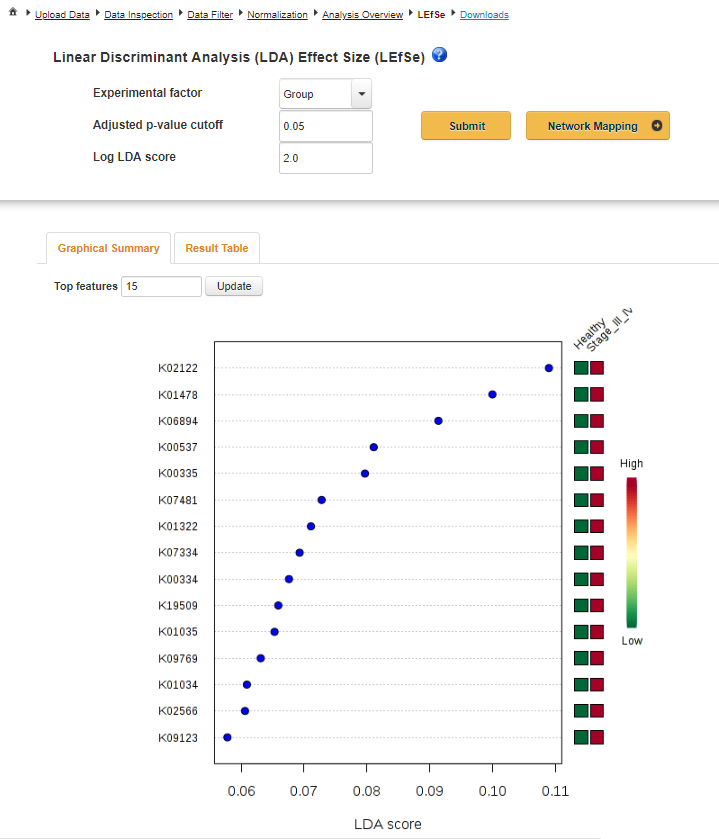 Upload Data Data Inspection Data Filter Normalization Analysis Overview LEfSe Downloads
Linear Discriminant Analysis (LDA) Effect Size (LEfSe) ?
Experimental factor Group
Adjusted p-value cutoff 0.05 Submit Network Mapping
Log LDA score 2.0
Graphical Summary Result Table
Top features 15 Update
Healthy
Stage_III_IV
K02122
K01478
K06894
K00537
K00335
K07481
K01322
K07334
K00334
K19509
K01035
K09769
K01034
K02566
K09123
High
Low
0.06 0.07 0.08 0.09 0.10 0.11
LDA score